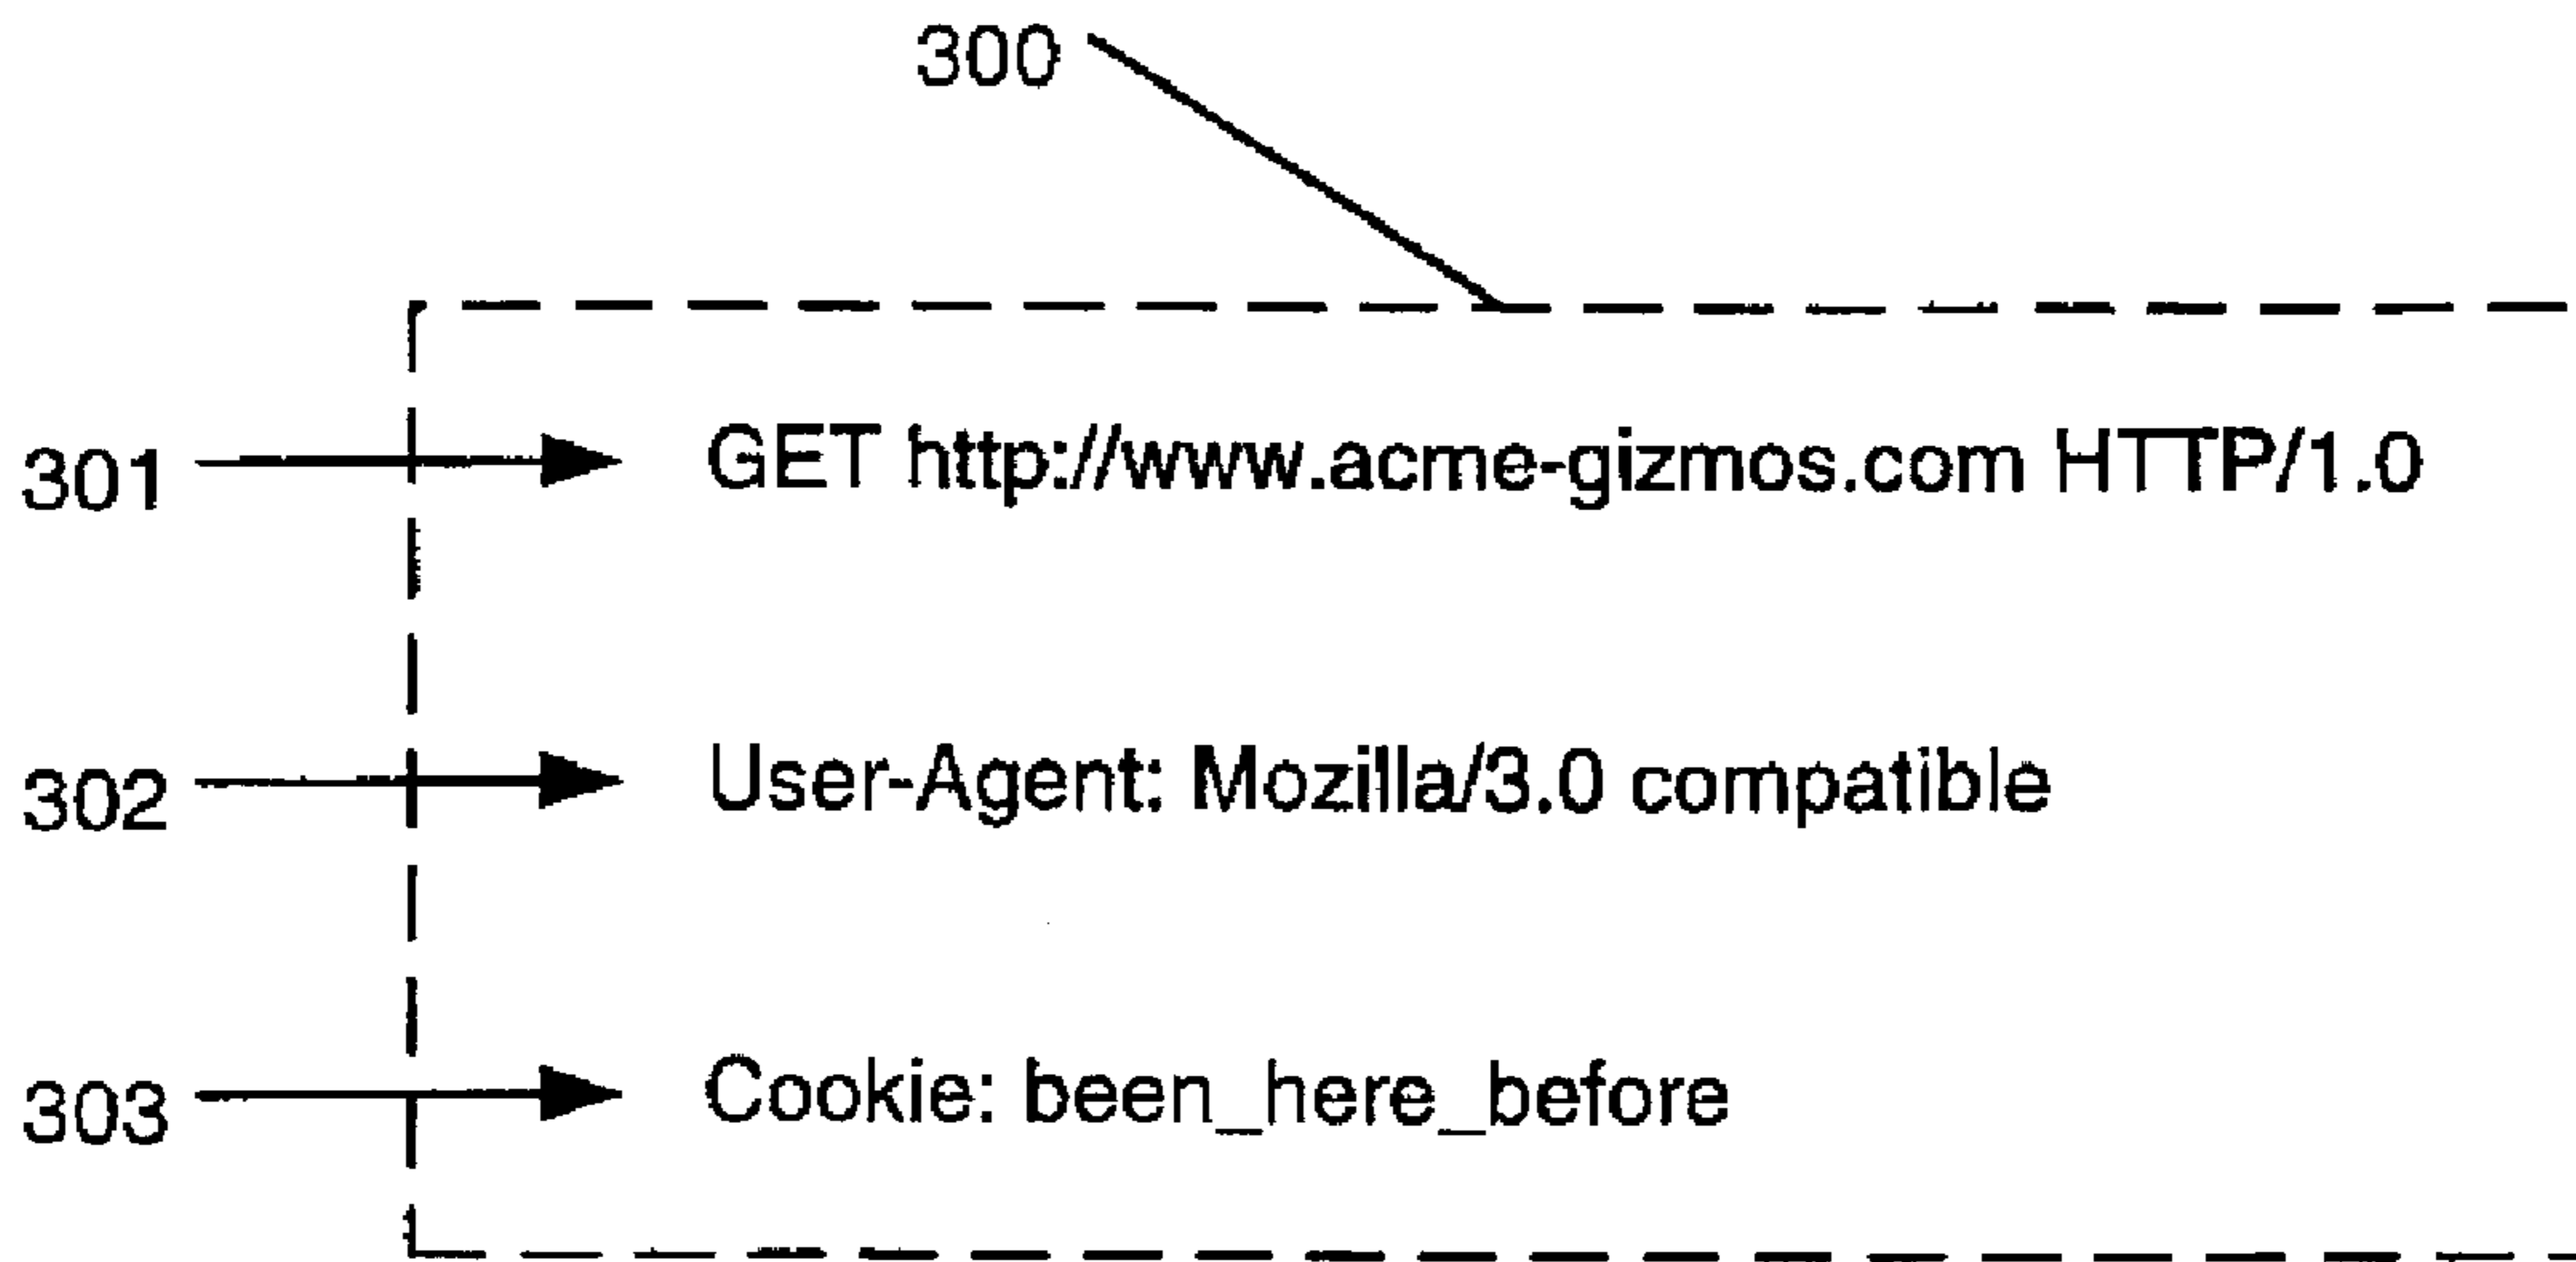 300
301 GET http://www.acme-gizmos.com HTTP/1.0
302 User-Agent: Mozilla/3.0 compatible
303 Cookie: been_here_before